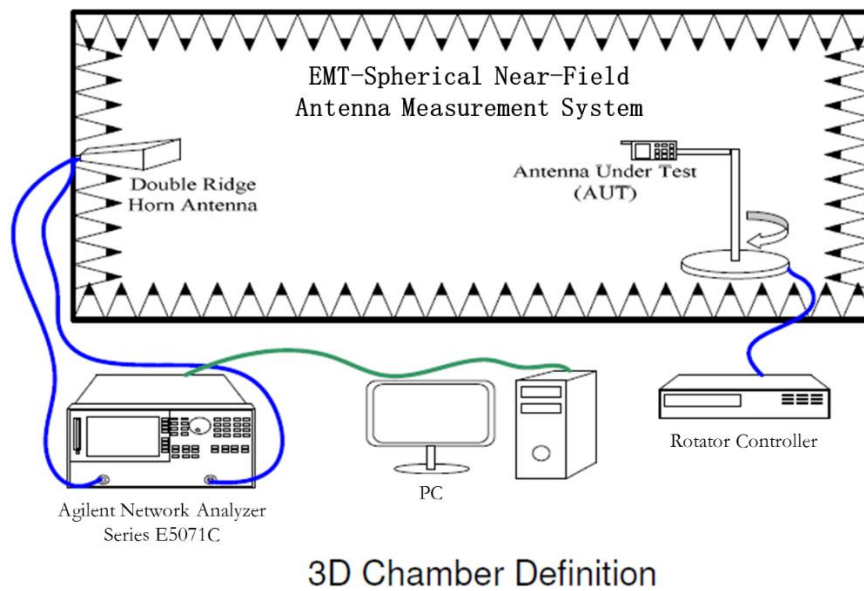 EMT-Spherical Near-Field
Antenna Measurement System
Double Ridge
Horn Antenna
Antenna Under Test
(AUT)
Rotator Controller
PC
Agilent Network Analyzer
Series E5071C
3D Chamber Definition